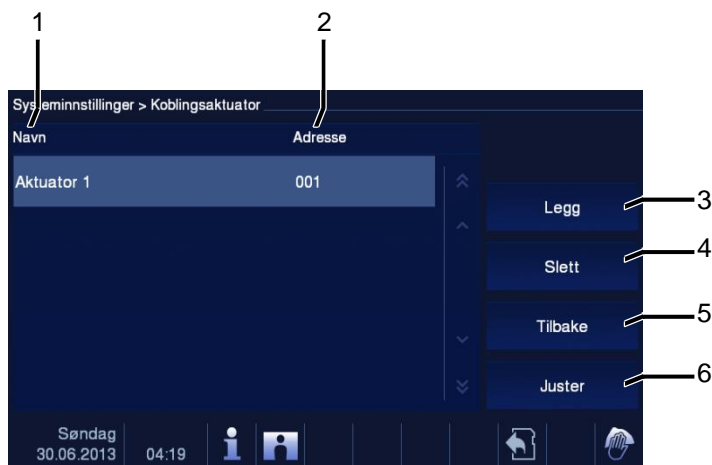 1 2
Systeminnstillinger > Koblingsaktuator
Navn Adresse
Aktuator 1 001
Legg 3
Slett 4
Tilbake 5
Juster 6
Søndag
30.06.2013 04:19